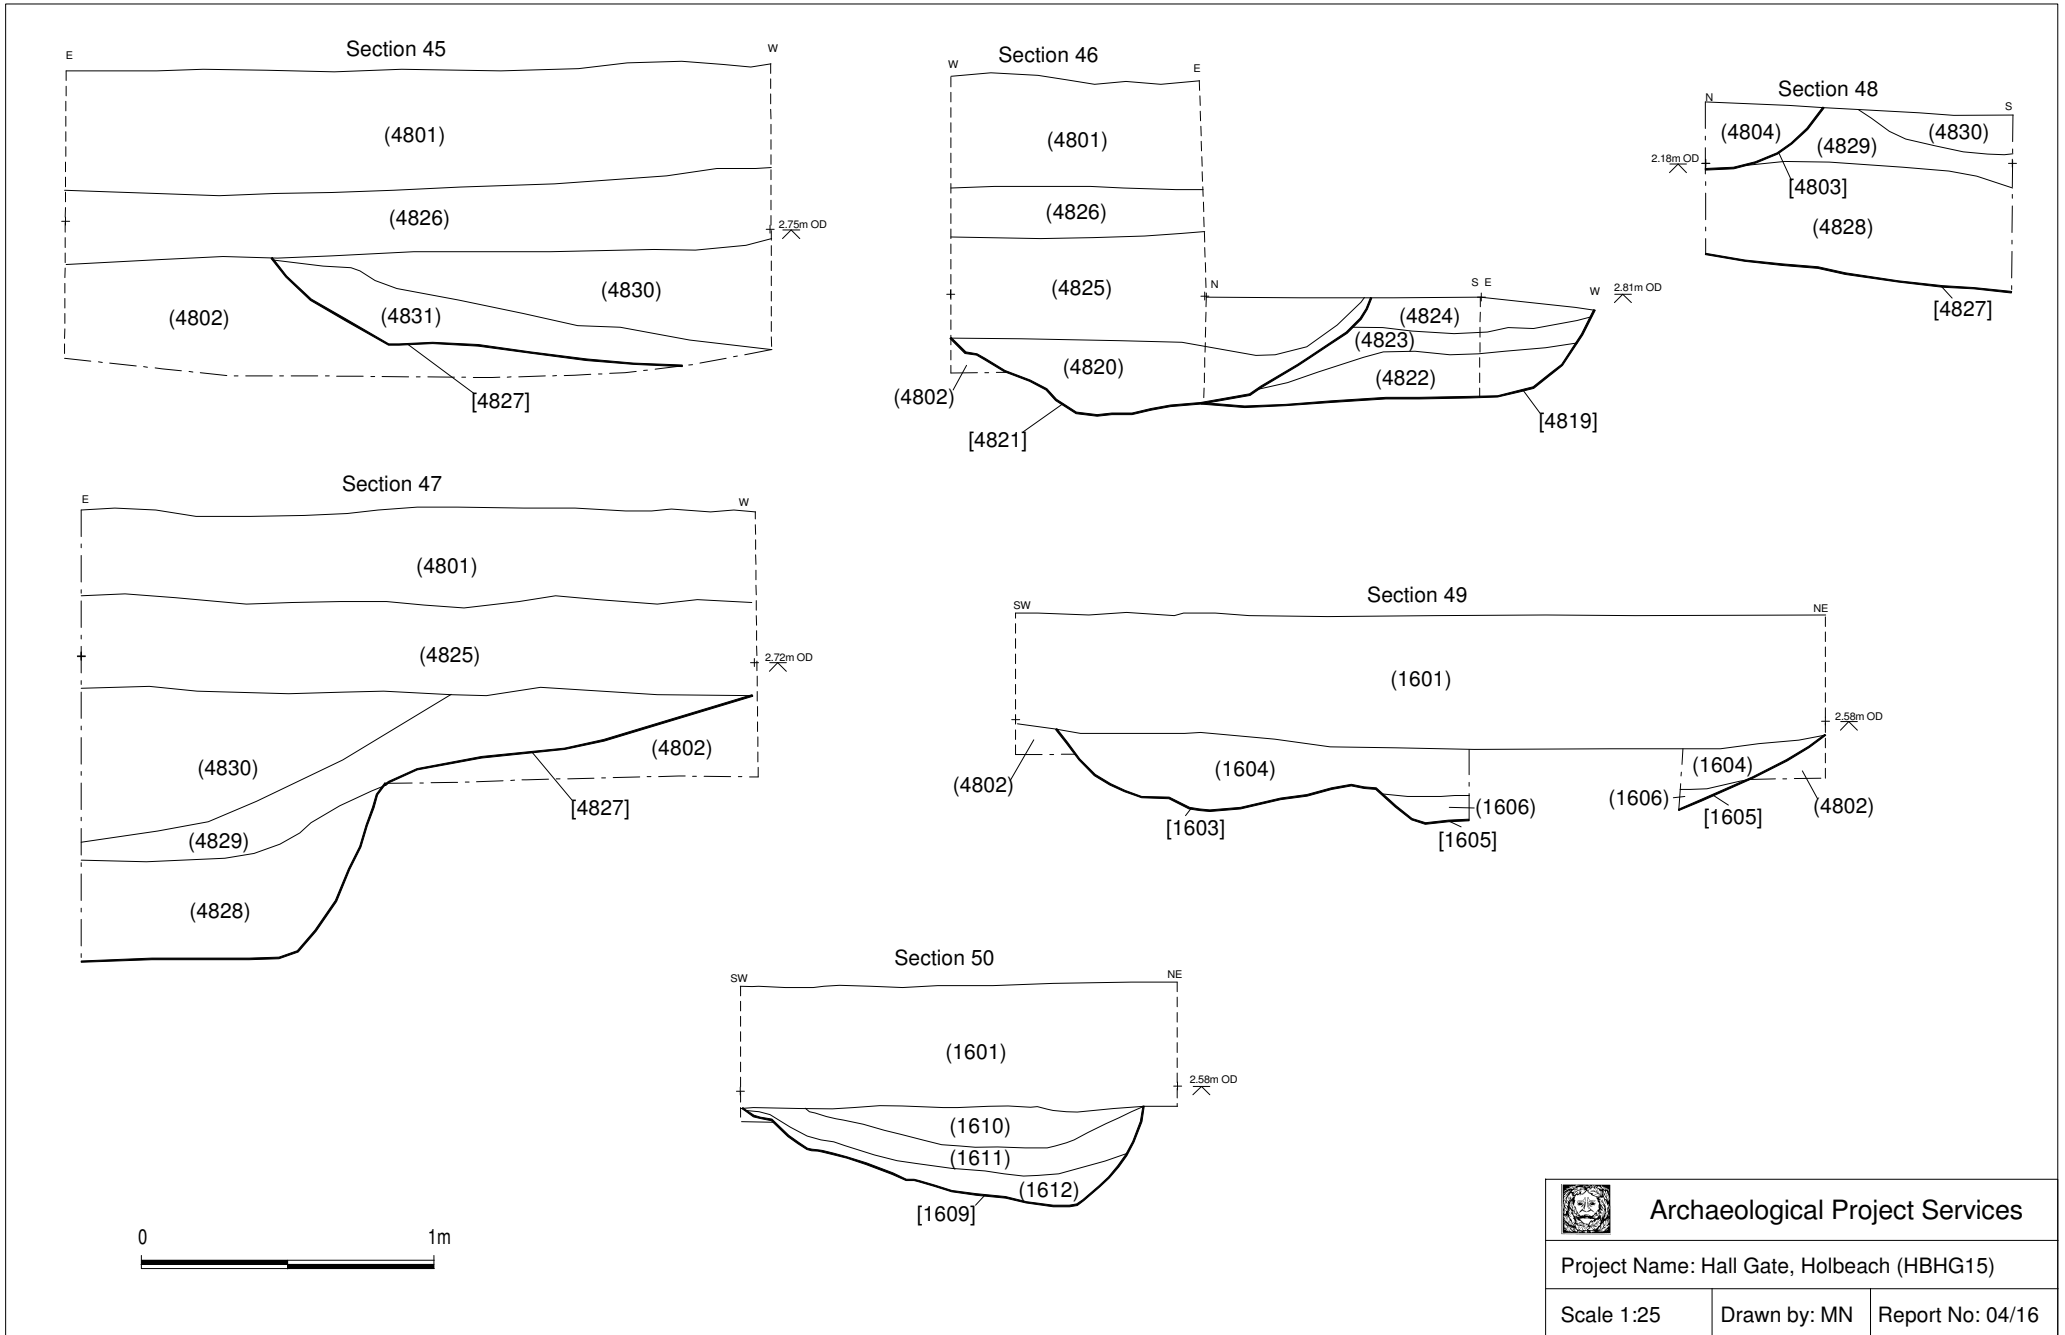 Section 45
E
W
(4801)
(4826)
2.75m OD
(4830)
(4802)
(4831)
[4827]
Section 46
W
E
(4801)
(4826)
(4825)
N
S E
W
2.81m OD
(4824)
(4823)
(4820)
(4822)
(4802)
[4821]
[4819]
Section 48
N
S
(4804)
(4829)
(4830)
2.18m OD
[4803]
(4828)
[4827]
Section 47
E
W
(4801)
(4825)
2.72m OD
(4802)
(4830)
[4827]
(4829)
(4828)
Section 49
SW
NE
(1601)
2.58m OD
(4802)
(1604)
(1604)
(1606)
(1606)
(4802)
[1603]
[1605]
[1605]
Section 50
SW
NE
(1601)
2.58m OD
(1610)
(1611)
(1612)
[1609]
0 1m
Archaeological Project Services
Project Name: Hall Gate, Holbeach (HBHG15)
Scale 1:25
Drawn by: MN
Report No: 04/16